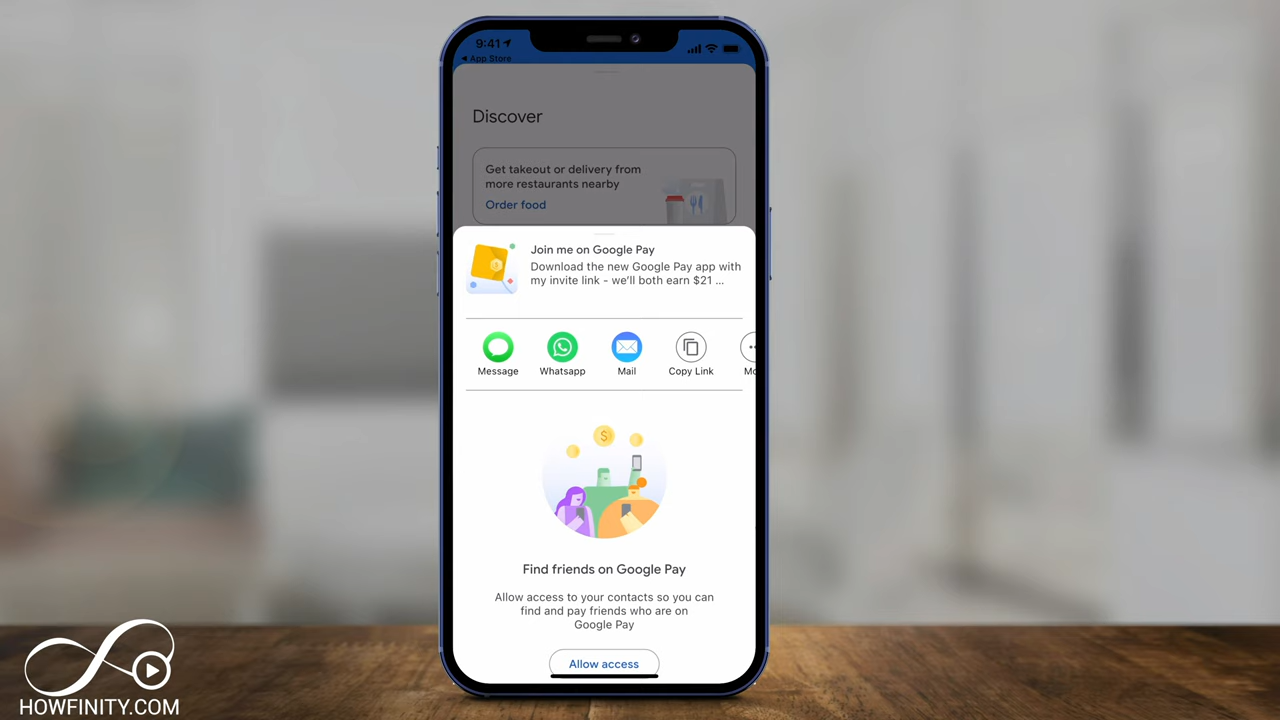 9:41
App Store
Discover
Get takeout or delivery from
more restaurants nearby
Order food
Join me on Google Pay
Download the new Google Pay app with
my invite link - we'll both earn $21 ...
Message
Whatsapp
Mail
Copy Link
Mo
$
Find friends on Google Pay
Allow access to your contacts so you can
find and pay friends who are on
Google Pay
Allow access
HOWFINITY.COM